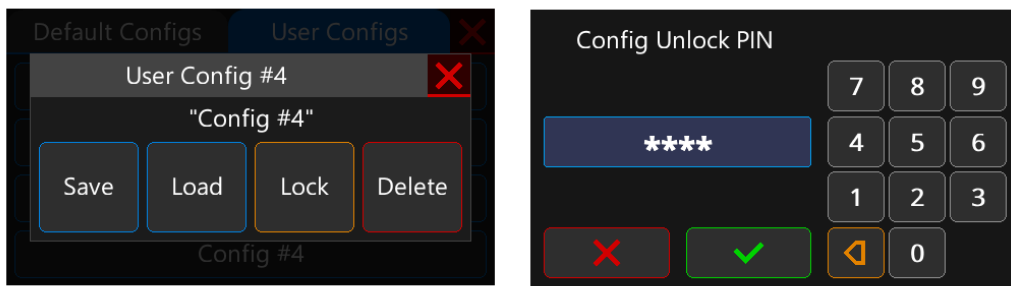 Default Configs User Configs
User Config #4
"Config #4"
Save Load Lock Delete
Config #4
Config Unlock PIN
7 8 9
**** 4 5 6
1 2 3
0